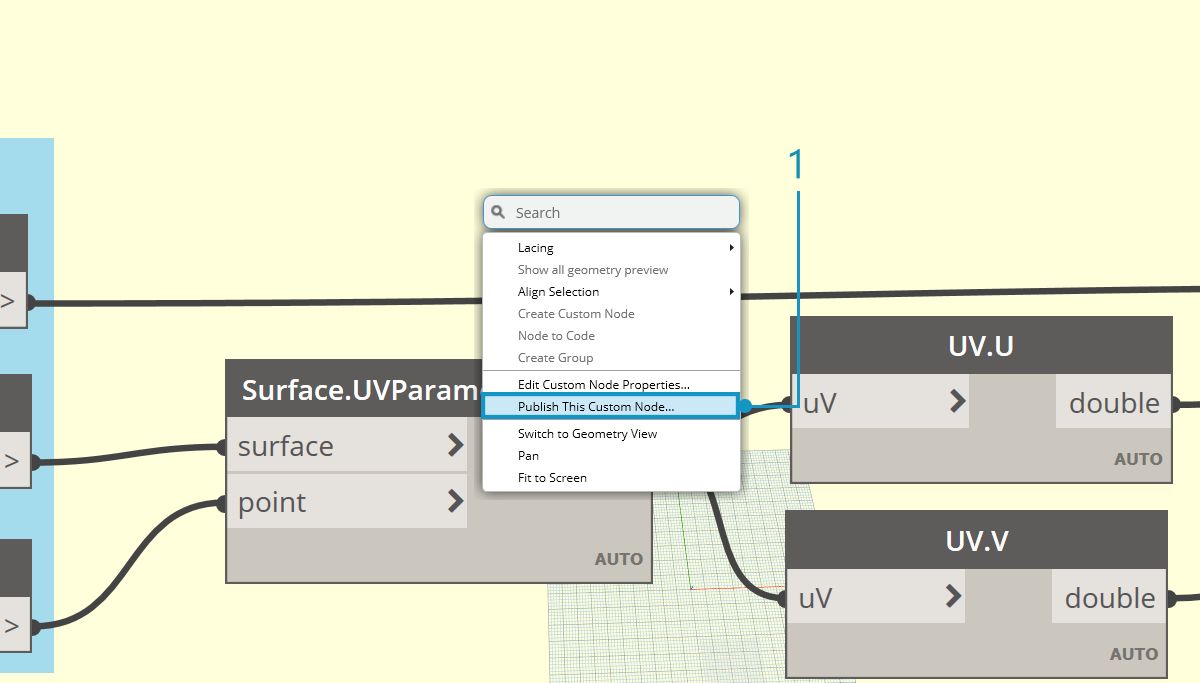 1
Search
Lacing
Show all geometry preview
Align Selection
Create Custom Node
Node to Code
Create Group
Edit Custom Node Properties...
Publish This Custom Node...
Switch to Geometry View
Pan
Fit to Screen
>
>
>
surface
point
AUTO
UV.U
uV
double
AUTO
UV.V
uV
double
AUTO